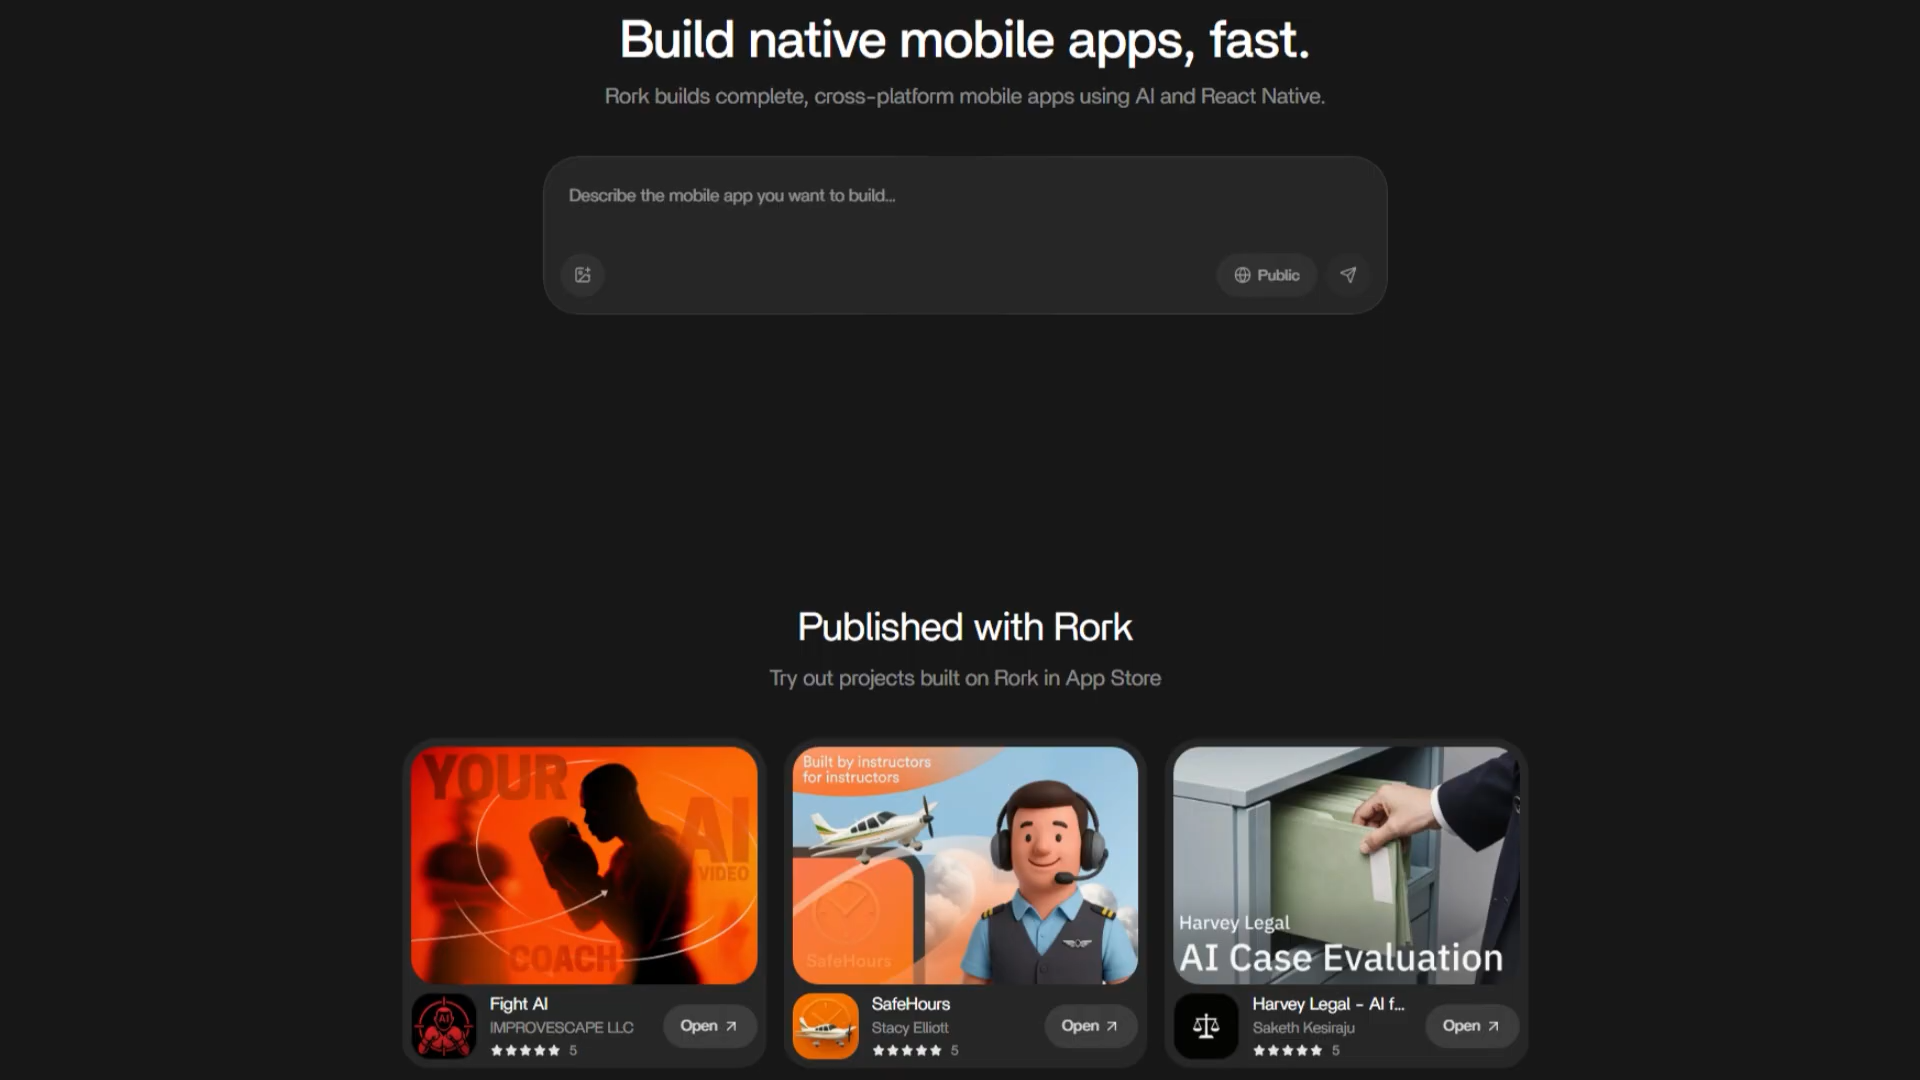 Build native mobile apps, fast.
Rork builds complete, cross-platform mobile apps using AI and React Native.
Describe the mobile app you want to build...
Public
Published with Rork
Try out projects built on Rork in App Store
YOUR
AI
VIDEO
COACH
Fight AI
IMPROVESCAPE LLC
Open
5
Built by instructors
for instructors
SafeHours
SafeHours
Stacy Elliott
Open
5
Harvey Legal
AI Case Evaluation
Harvey Legal - AI f...
Saketh Kesiraju
Open
5